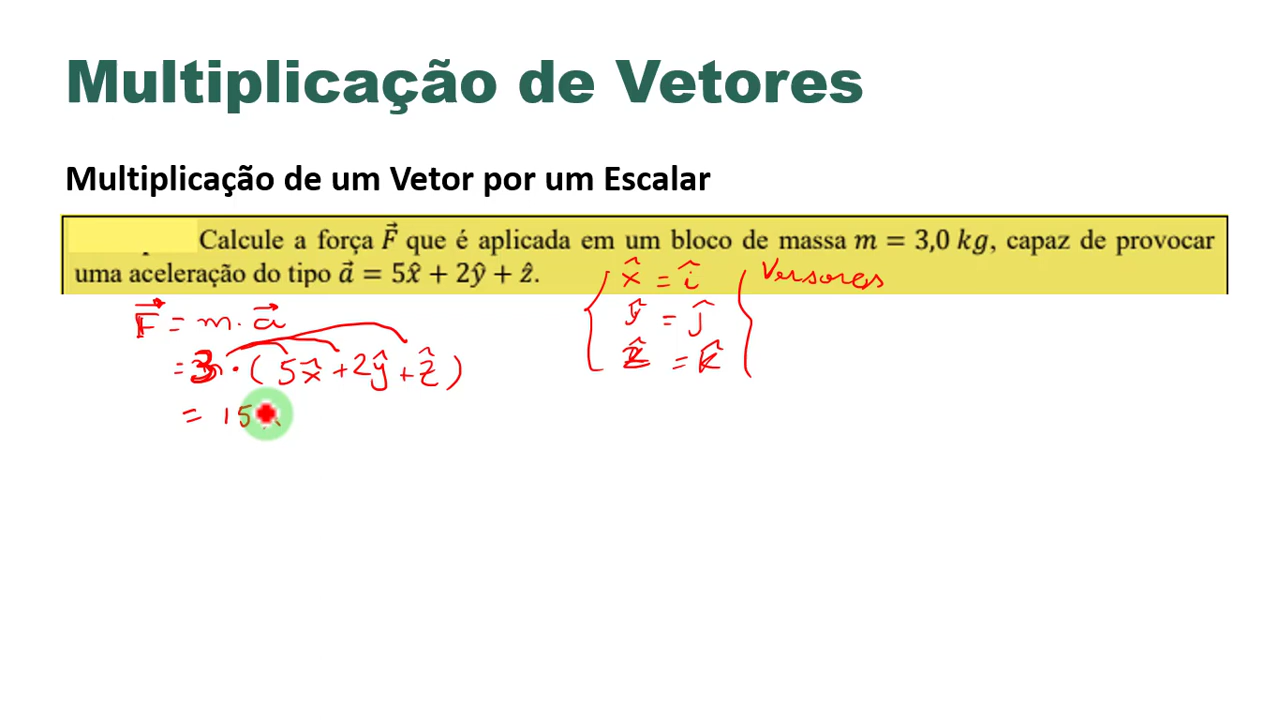 Multiplicação de Vetores
Multiplicação de um Vetor por um Escalar
Calcule a força F⃗ que é aplicada em um bloco de massa m = 3,0 kg, capaz de provocar
uma aceleração do tipo a⃗ = 5x̂ + 2ŷ + ẑ.
x̂ = î
ŷ = ĵ
ẑ = k̂
Versores
F⃗ = m · a⃗
= 3 · ( 5x̂ + 2ŷ + ẑ )
= 15